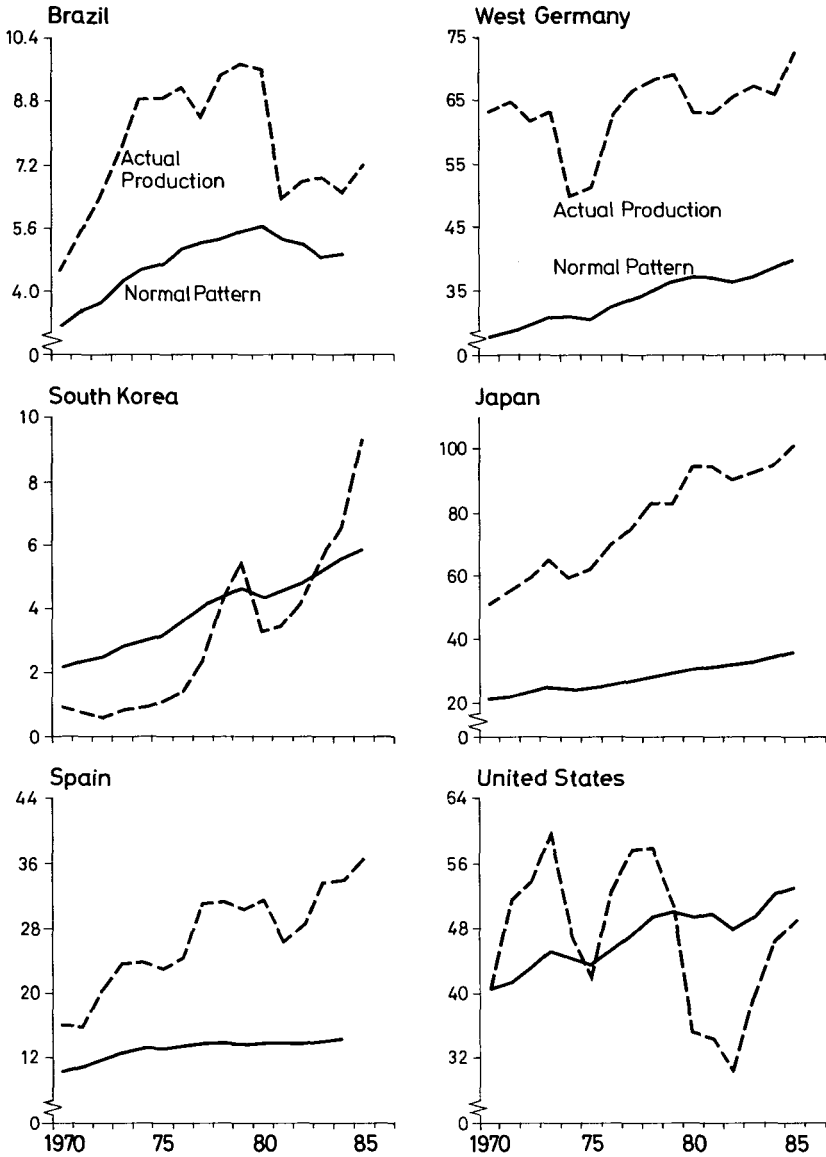 Brazil
10.4
8.8
7.2
5.6
4.0
0
Actual
Production
Normal Pattern
West Germany
75
65
55
45
35
0
Actual Production
Normal Pattern
South Korea
10
8
6
4
2
0
Japan
100
80
60
40
20
0
Spain
44
36
28
20
12
0
1970 75 80 85
United States
64
56
48
40
32
0
1970 75 80 85